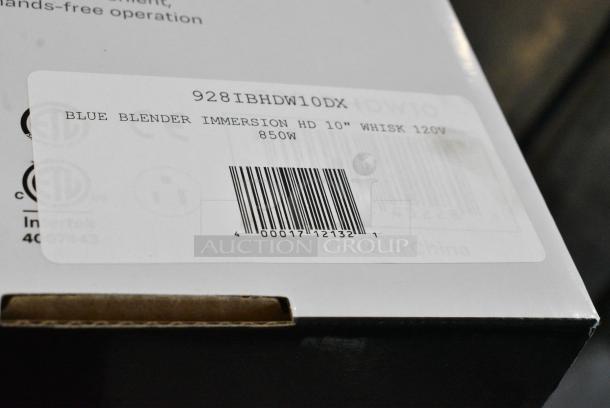 hands-free operation
928IBHDW10DX
BLUE BLENDER IMMERSION HD 10" WHISK 120V
850W
4 00017 12132 1
AUCTION GROUP
China
C
Intertek